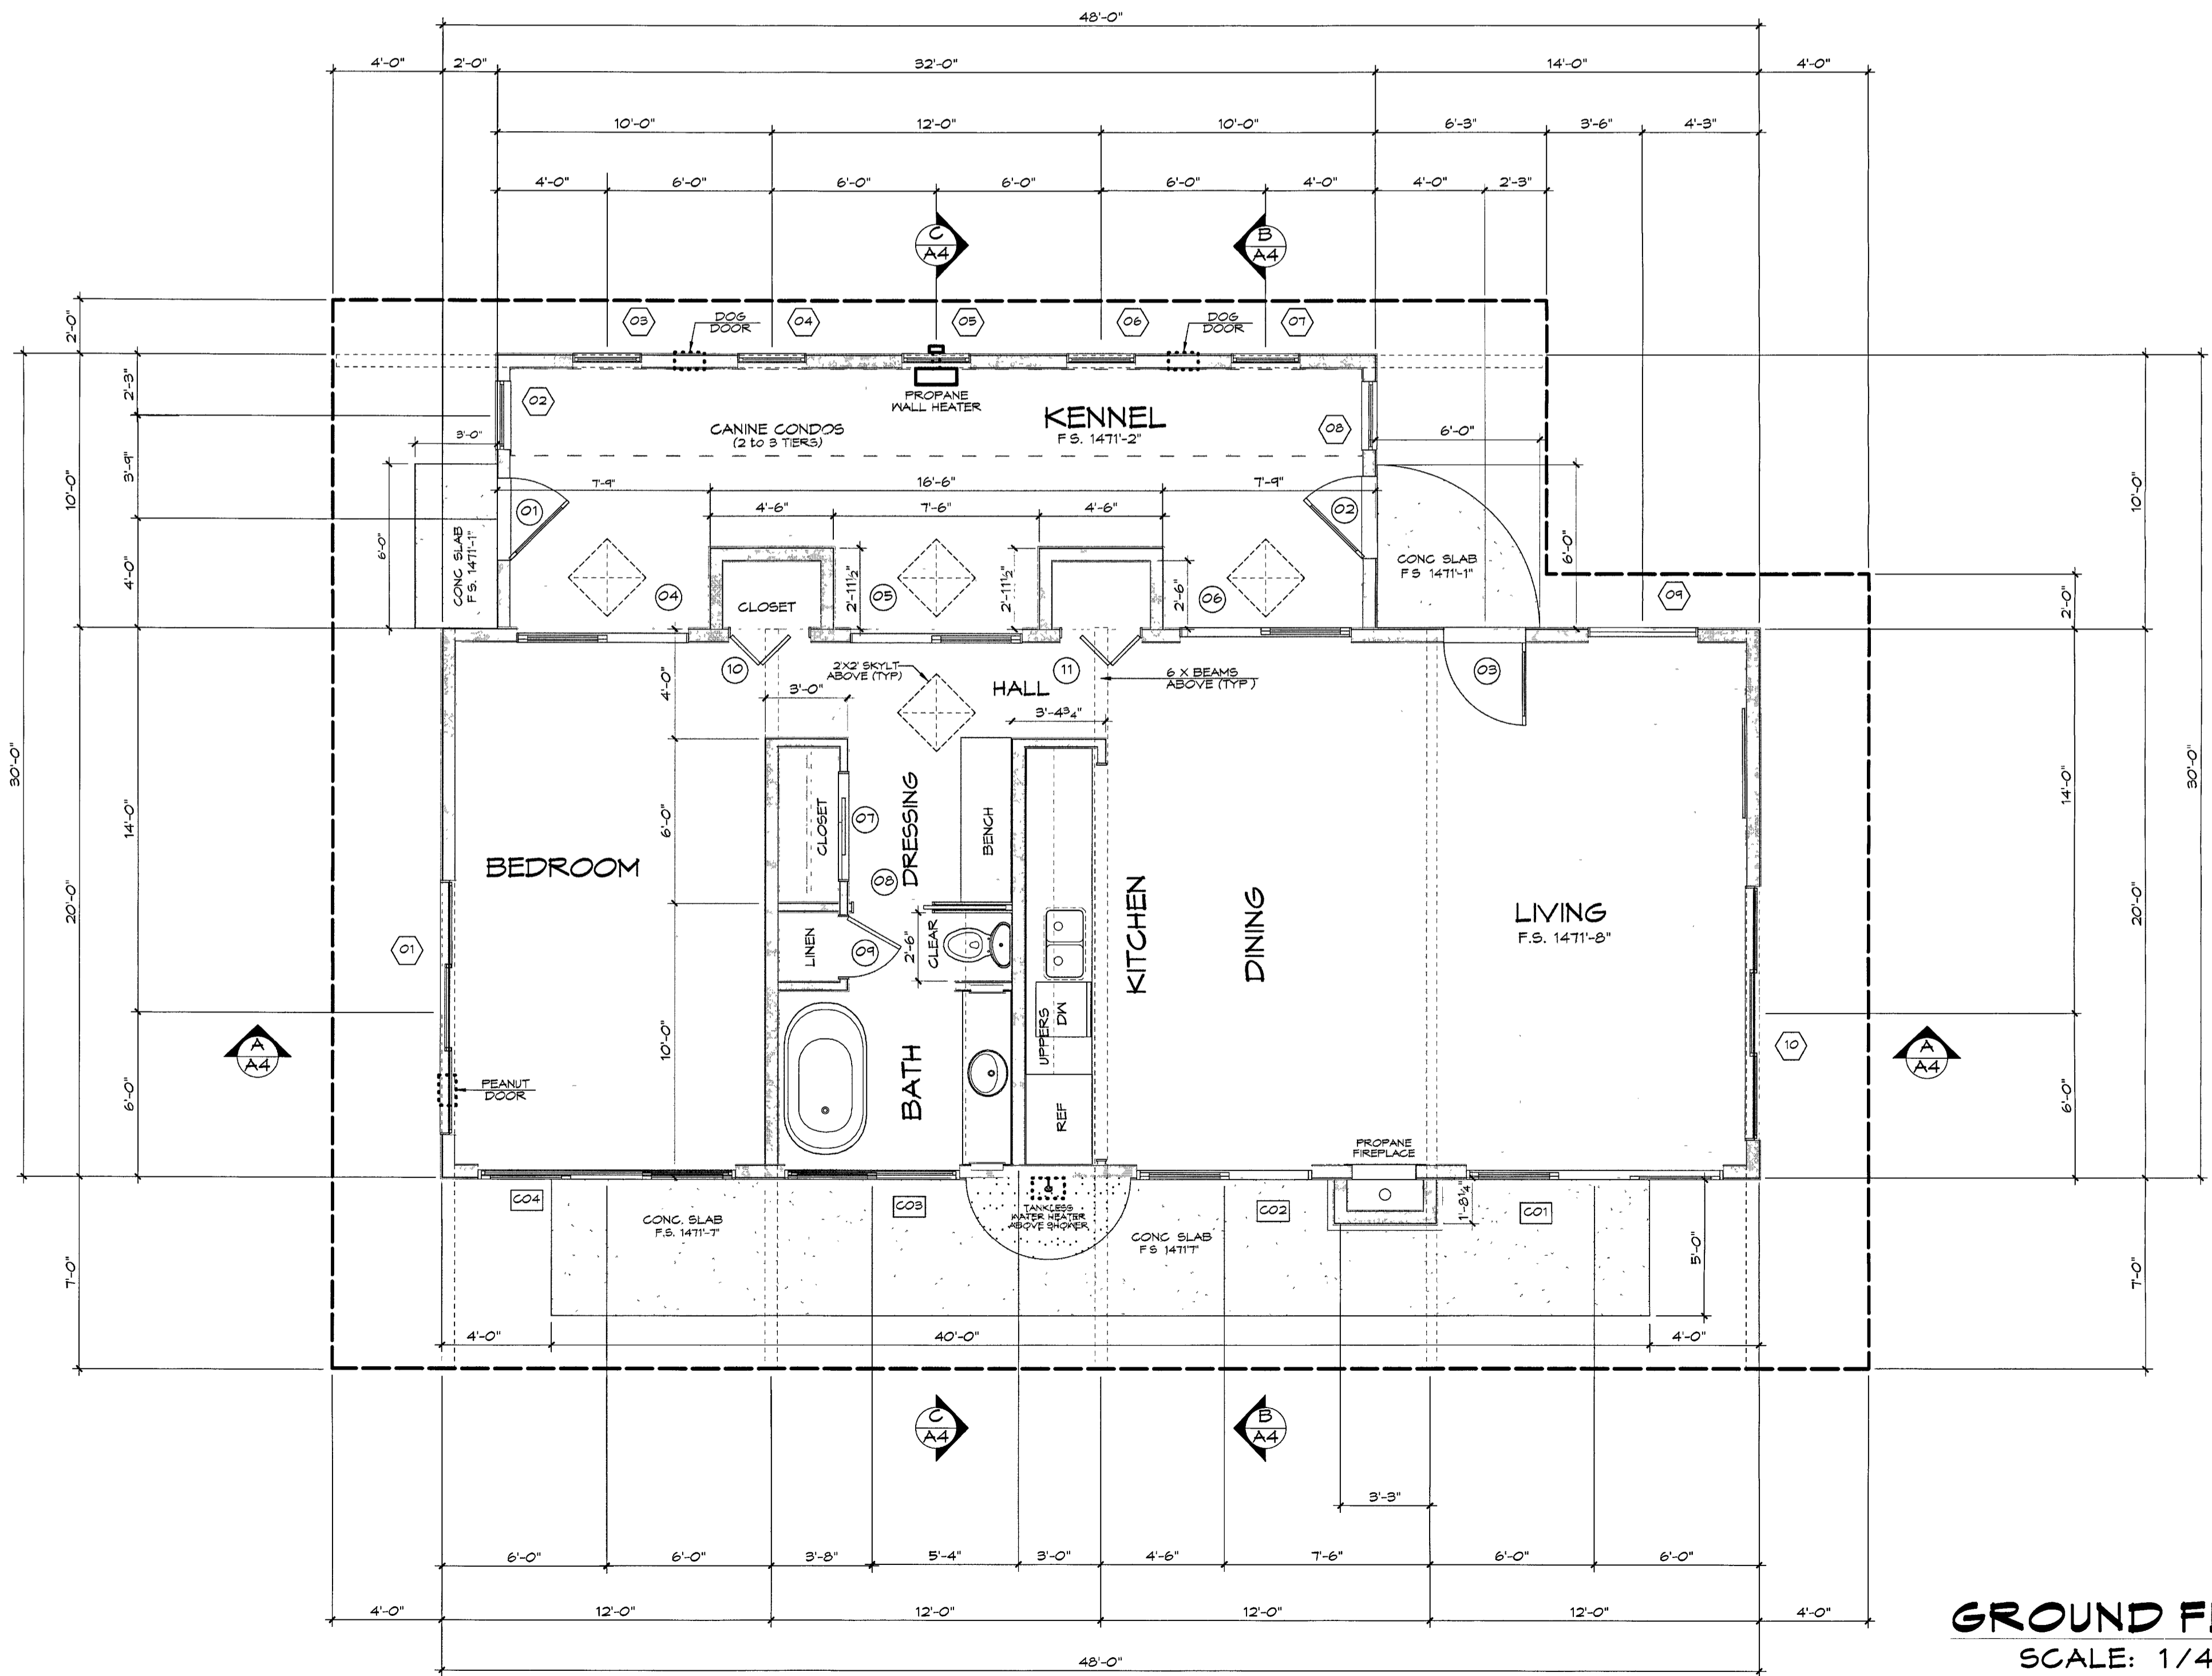 48'-0"
4'-0" 2'-0" 32'-0" 14'-0" 4'-0"
10'-0" 12'-0" 10'-0" 6'-3" 3'-6" 4'-3"
4'-0" 6'-0" 6'-0" 6'-0" 6'-0" 4'-0" 4'-0" 2'-3"
C
A4
B
A4
2'-0"
03
DOG
DOOR
04
05
06
DOG
DOOR
07
2'-3"
02
PROPANE
WALL HEATER
KENNEL
F S. 1471'-2"
CANINE CONDOS
(2 to 3 TIERS)
08
3'-0"
6'-0"
10'-0"
3'-9"
7'-9" 16'-6" 7'-9"
4'-6" 7'-6" 4'-6"
01
02
10'-0"
6'-0"
CONC SLAB
F S. 1471'-1"
6'-0"
CONC SLAB
F S 1471'-1"
4'-0"
04
CLOSET
2'-11½"
05
2'-11½"
2'-6"
06
09
2'-0"
10
2'X2' SKYLT
ABOVE (TYP)
HALL
11
6 X BEAMS
ABOVE (TYP )
03
4'-0"
3'-0"
3'-4¾"
30'-0"
30'-0"
14'-0"
14'-0"
6'-0"
CLOSET
07
DRESSING
BENCH
BEDROOM
08
20'-0"
20'-0"
KITCHEN
DINING
LIVING
F.S. 1471'-8"
01
LINEN
09
2'-6"
CLEAR
10'-0"
UPPERS
DW
10
A
A4
A
A4
6'-0"
6'-0"
PEANUT
DOOR
BATH
REF
PROPANE
FIREPLACE
C04
C03
C02
C01
1'-8¼"
TANKLESS
WATER HEATER
ABOVE SHOWER
CONC. SLAB
F.S. 1471'-7"
CONC SLAB
F S 1471'7"
5'-0"
7'-0"
7'-0"
4'-0" 40'-0" 4'-0"
C
A4
B
A4
3'-3"
6'-0" 6'-0" 3'-8" 5'-4" 3'-0" 4'-6" 7'-6" 6'-0" 6'-0"
4'-0" 12'-0" 12'-0" 12'-0" 12'-0" 4'-0"
48'-0"
GROUND
SCALE: 1/4